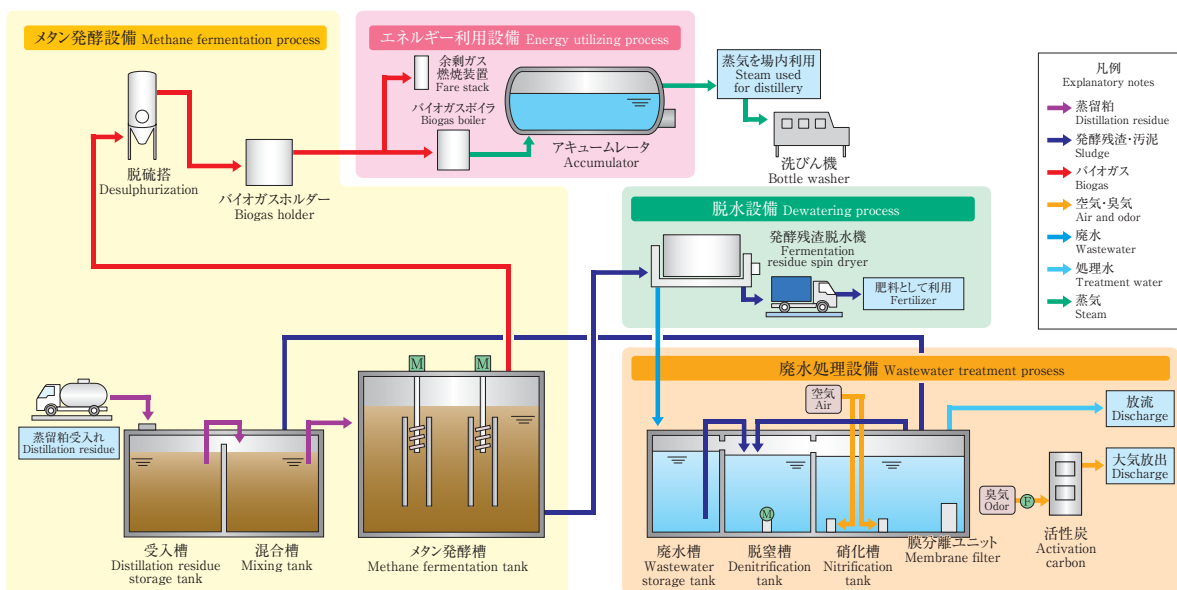 メタン発酵設備 Methane fermentation process
脱硫搭
Desulphurization
バイオガスホルダー
Biogas holder
エネルギー利用設備 Energy utilizing process
余剰ガス
燃焼装置
Fare stack
バイオガスボイラ
Biogas boiler
アキュームレータ
Accumulator
蒸気を場内利用
Steam used
for distillery
洗びん機
Bottle washer
凡例
Explanatory notes
蒸留粕
Distillation residue
発酵残渣・汚泥
Sludge
バイオガス
Biogas
空気・臭気
Air and odor
廃水
Wastewater
処理水
Treatment water
蒸気
Steam
脱水設備 Dewatering process
発酵残渣脱水機
Fermentation
residue spin dryer
肥料として利用
Fertilizer
蒸留粕受入れ
Distillation residue
M
M
受入槽
Distillation residue
storage tank
混合槽
Mixing tank
メタン発酵槽
Methane fermentation tank
廃水処理設備 Wastewater treatment prosess
空気
Air
放流
Discharge
大気放出
Discharge
臭気
Odor
F
M
活性炭
Activation
carbon
廃水槽
Wastewater
storage tank
脱窒槽
Denitrification
tank
硝化槽
Nitrification
tank
膜分離ユニット
Membrane filter